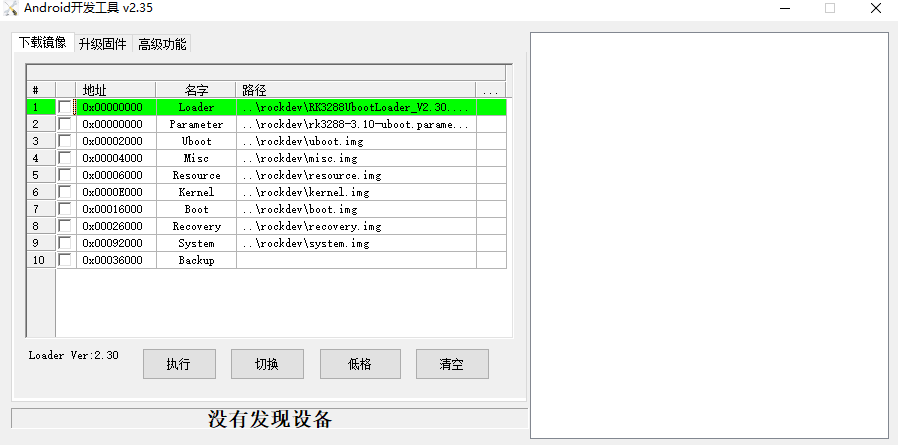 Android开发工具 v2.35
下载镜像 升级固件 高级功能
# 地址 名字 路径 ...
1 0x00000000 Loader ..\rockdev\RK3288UbootLoader_V2.30....
2 0x00000000 Parameter ..\rockdev\rk3288-3.10-uboot.parame...
3 0x00002000 Uboot ..\rockdev\uboot.img
4 0x00004000 Misc ..\rockdev\misc.img
5 0x00006000 Resource ..\rockdev\resource.img
6 0x0000E000 Kernel ..\rockdev\kernel.img
7 0x00016000 Boot ..\rockdev\boot.img
8 0x00026000 Recovery ..\rockdev\recovery.img
9 0x00092000 System ..\rockdev\system.img
10 0x00036000 Backup
Loader Ver:2.30 执行 切换 低格 清空
没有发现设备